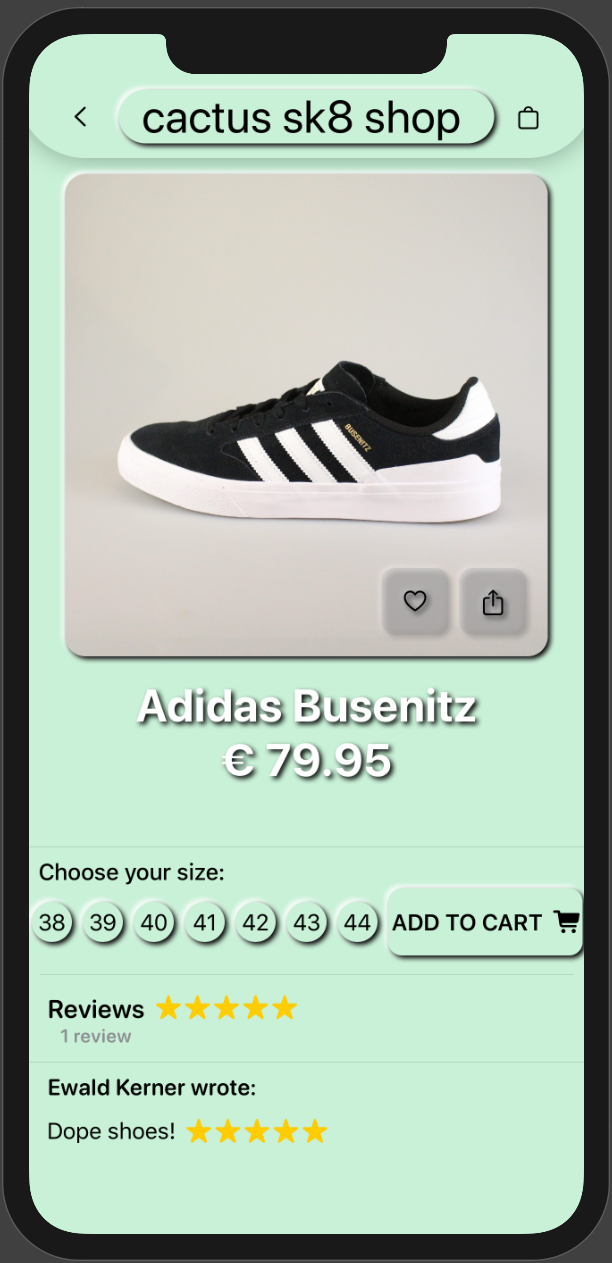 cactus sk8 shop
BUSENITZ
Adidas Busenitz
€ 79.95
Choose your size:
38 39 40 41 42 43 44 ADD TO CART
Reviews
1 review
Ewald Kerner wrote:
Dope shoes!